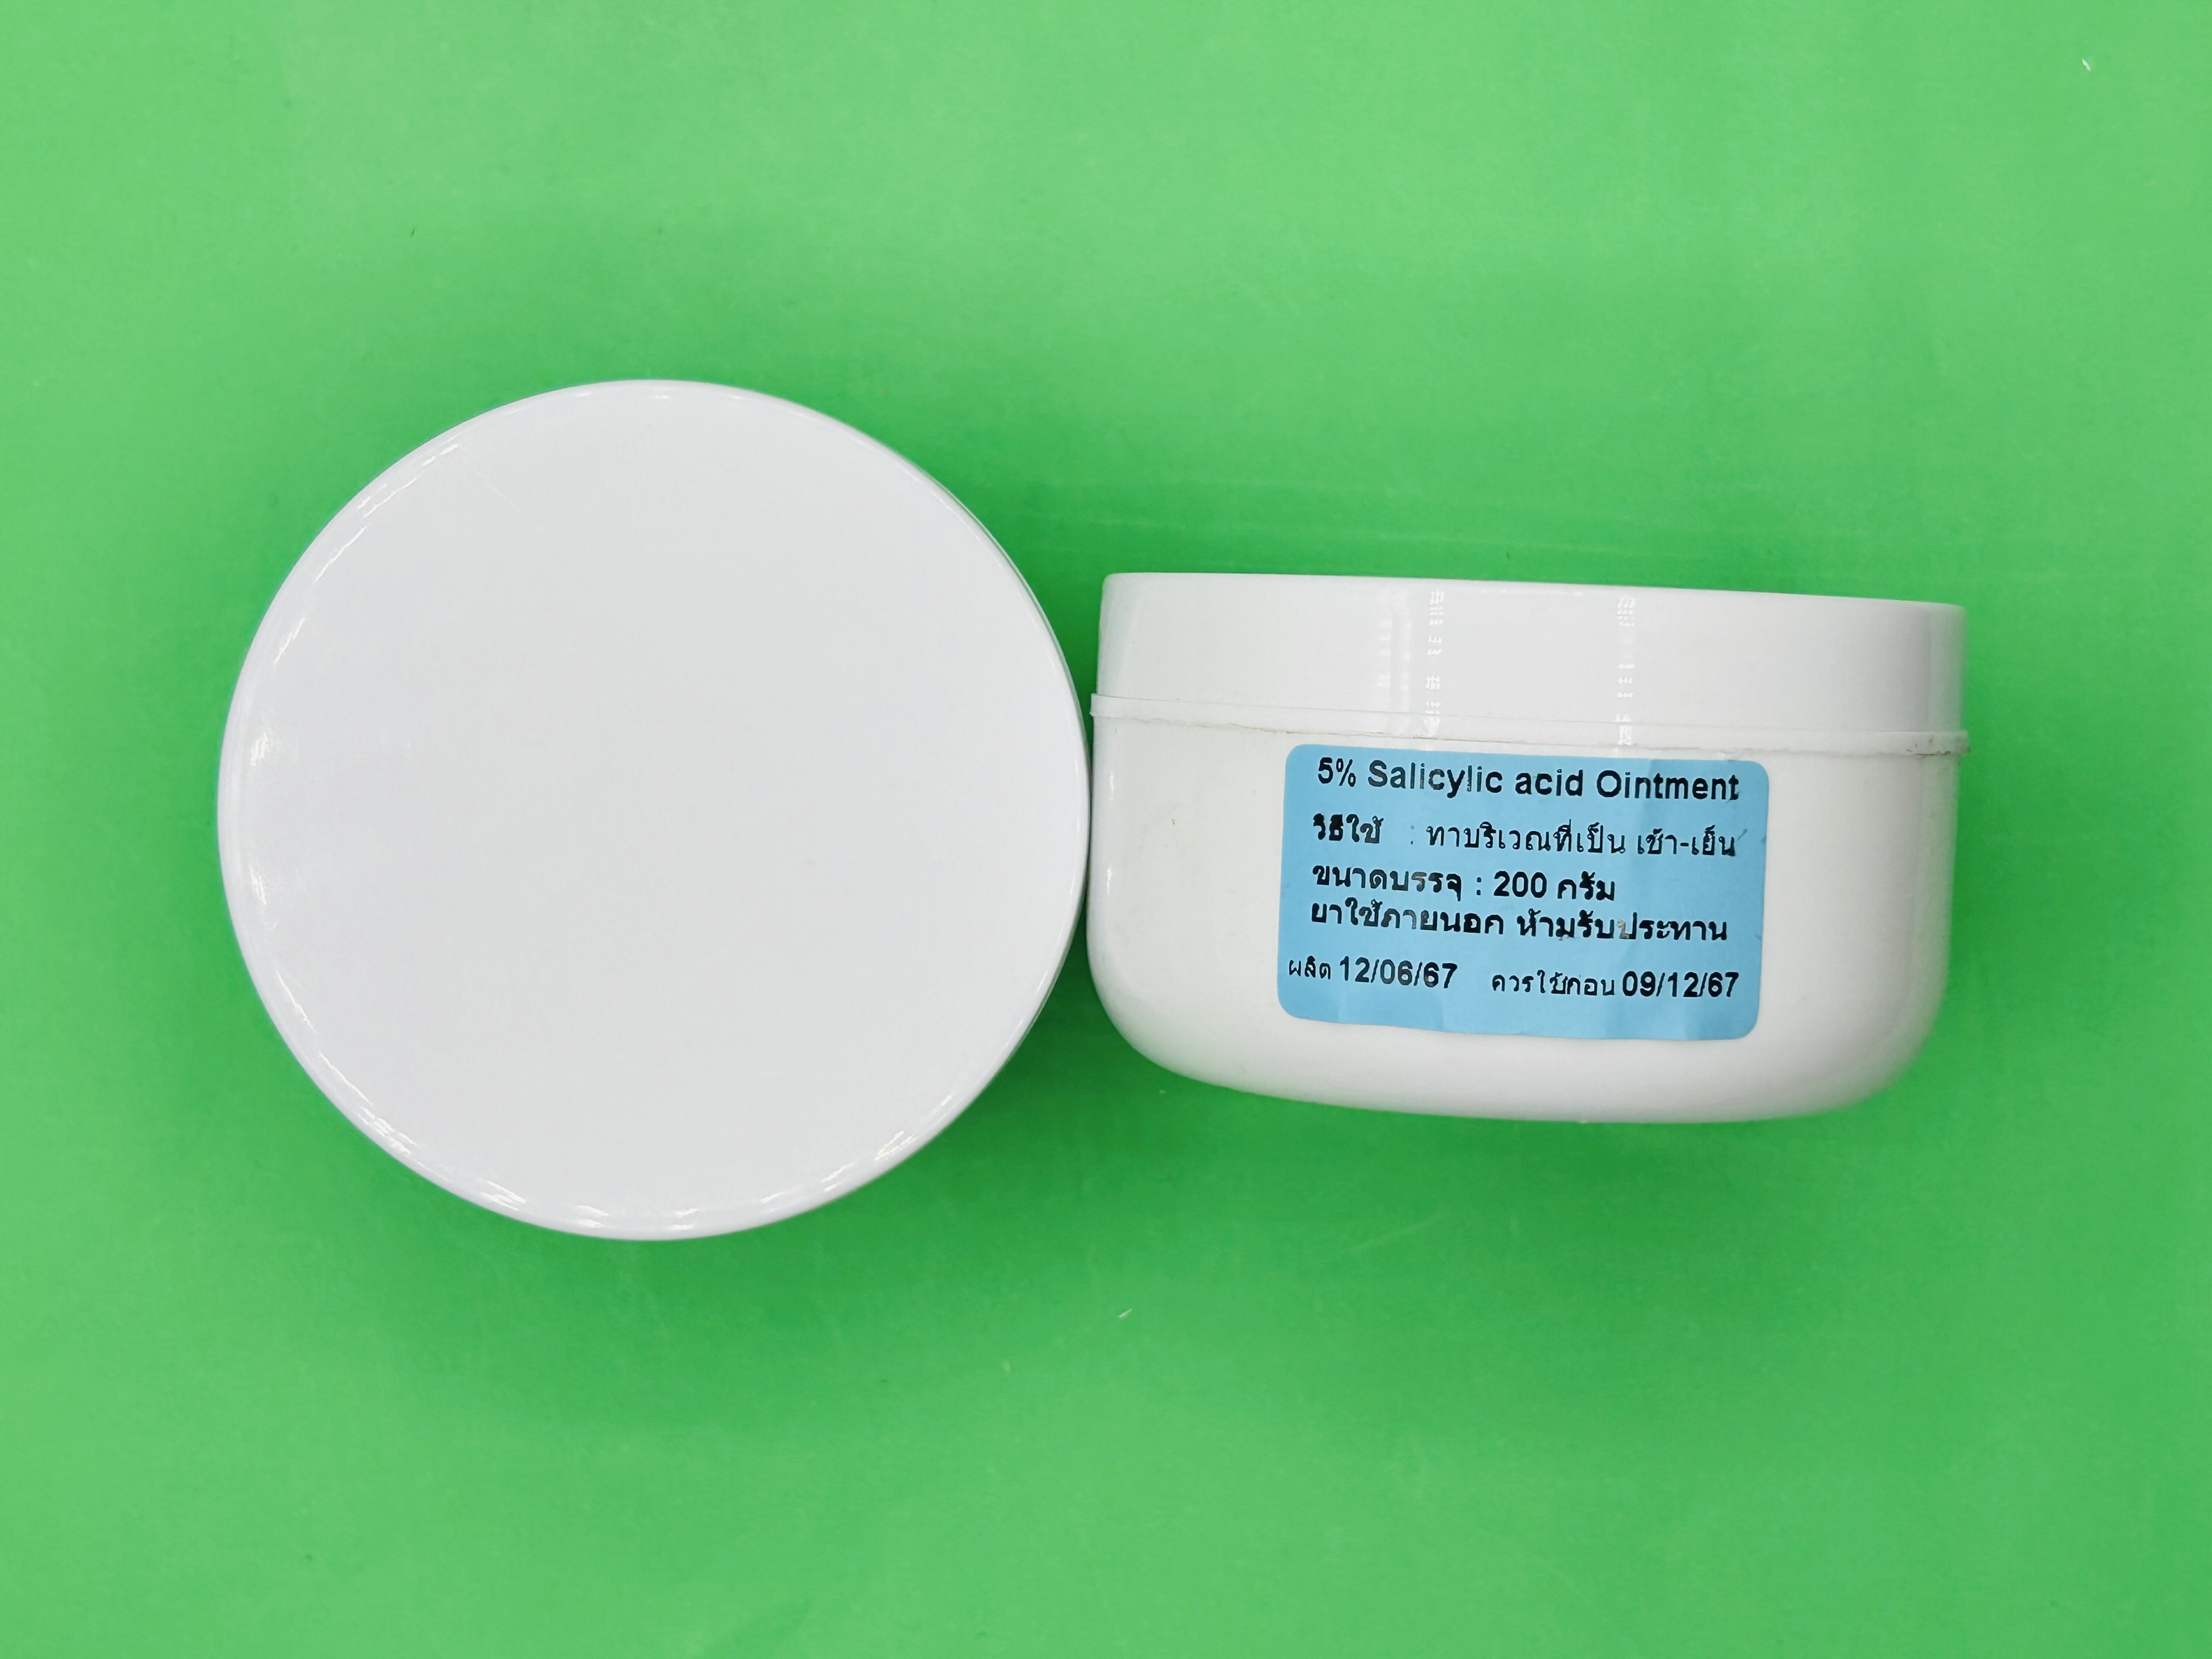 5% Salicylic acid Ointment
วิธีใช้ : ทาบริเวณที่เป็น เช้า-เย็น
ขนาดบรรจุ : 200 กรัม
ยาใช้ภายนอก ห้ามรับประทาน
ผลิต 12/06/67 ควรใช้ก่อน 09/12/67